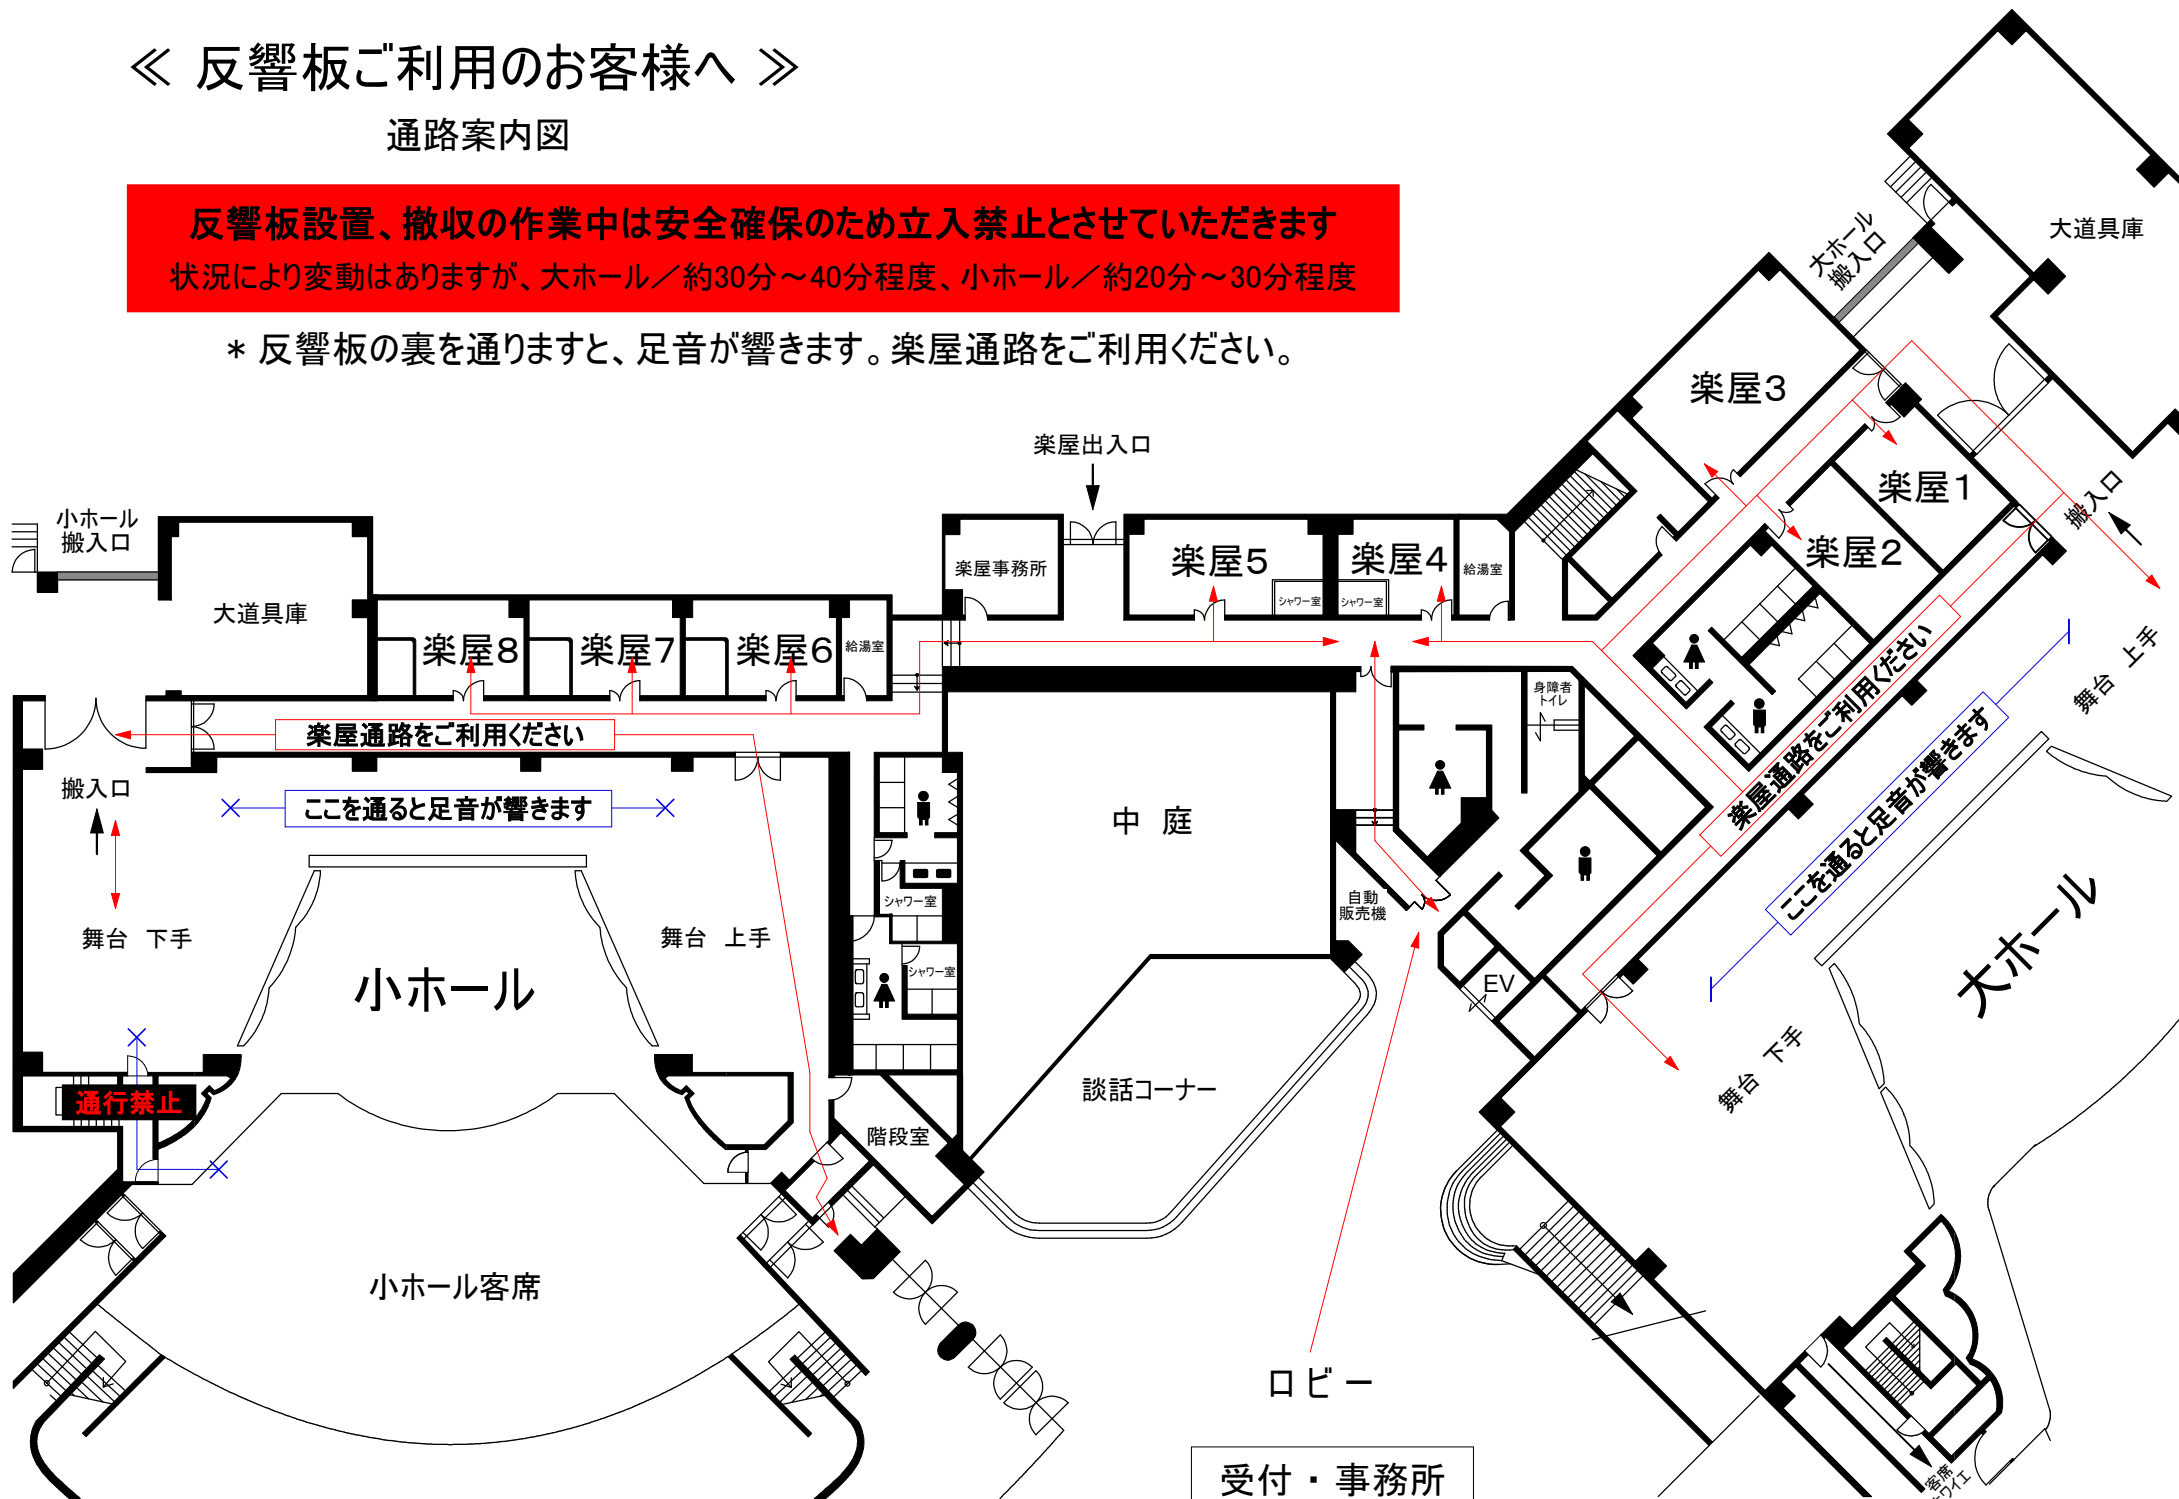 ≪ 反響板ご利用のお客様へ ≫
通路案内図
反響板設置、撤収の作業中は安全確保のため立入禁止とさせていただきます
状況により変動はありますが、大ホール／約30分～40分程度、小ホール／約20分～30分程度
* 反響板の裏を通りますと、足音が響きます。楽屋通路をご利用ください。
大道具庫
大ホール
搬入口
楽屋3
楽屋1
楽屋2
搬入口
楽屋出入口
小ホール
搬入口
大道具庫
楽屋8
楽屋7
楽屋6
給湯室
楽屋事務所
楽屋5
シャワー室
楽屋4
シャワー室
給湯室
身障者
トイレ
楽屋通路をご利用ください
ここを通ると足音が響きます
舞台 上手
楽屋通路をご利用ください
搬入口
ここを通ると足音が響きます
舞台 下手
舞台 上手
小ホール
シャワー室
シャワー室
中 庭
自動
販売機
EV
大ホール
舞台 下手
通行禁止
階段室
談話コーナー
小ホール客席
ロビー
受付・事務所
客席